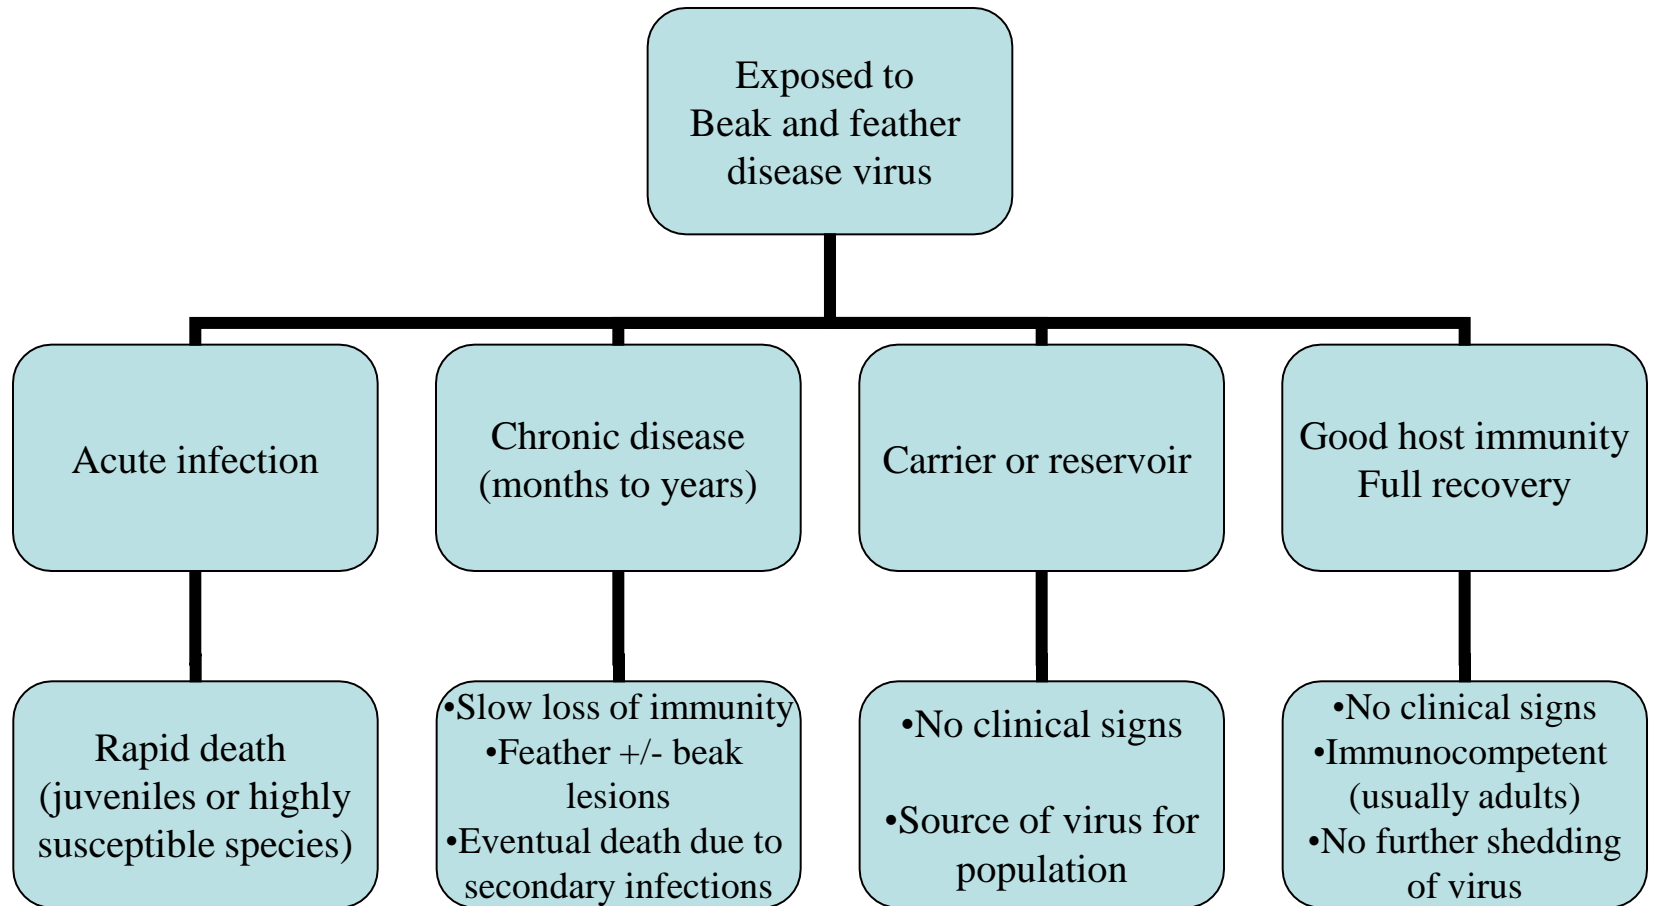 Exposed to
Beak and feather
disease virus
Acute infection
Chronic disease
(months to years)
Carrier or reservoir
Good host immunity
Full recovery
Rapid death
(juveniles or highly
susceptible species)
•Slow loss of immunity
•Feather +/- beak
lesions
•Eventual death due to
secondary infections
•No clinical signs
•Source of virus for
population
•No clinical signs
•Immunocompetent
(usually adults)
•No further shedding
of virus